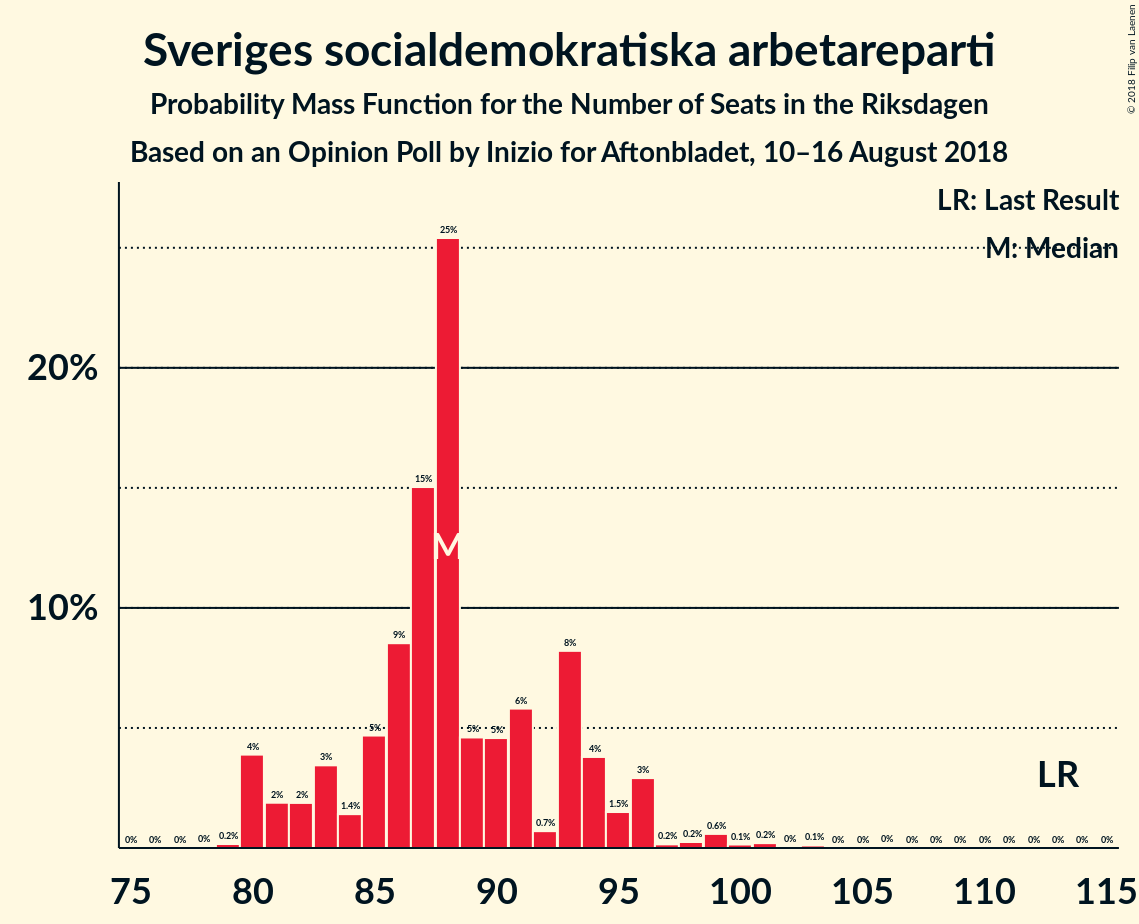 Sveriges socialdemokratiska arbetareparti
Probability Mass Function for the Number of Seats in the Riksdagen
Based on an Opinion Poll by Inizio for Aftonbladet, 10–16 August 2018
© 2018 Filip van Laenen
LR: Last Result
M: Median
20%
10%
0% 0% 0% 0% 0.2% 4% 2% 2% 3% 1.4% 5% 9% 15% 25% 5% 5% 6% 0.7% 8% 4% 1.5% 3% 0.2% 0.2% 0.6% 0.1% 0.2% 0% 0.1% 0% 0% 0% 0% 0% 0% 0% 0% 0% 0% 0% 0%
M
LR
75 80 85 90 95 100 105 110 115